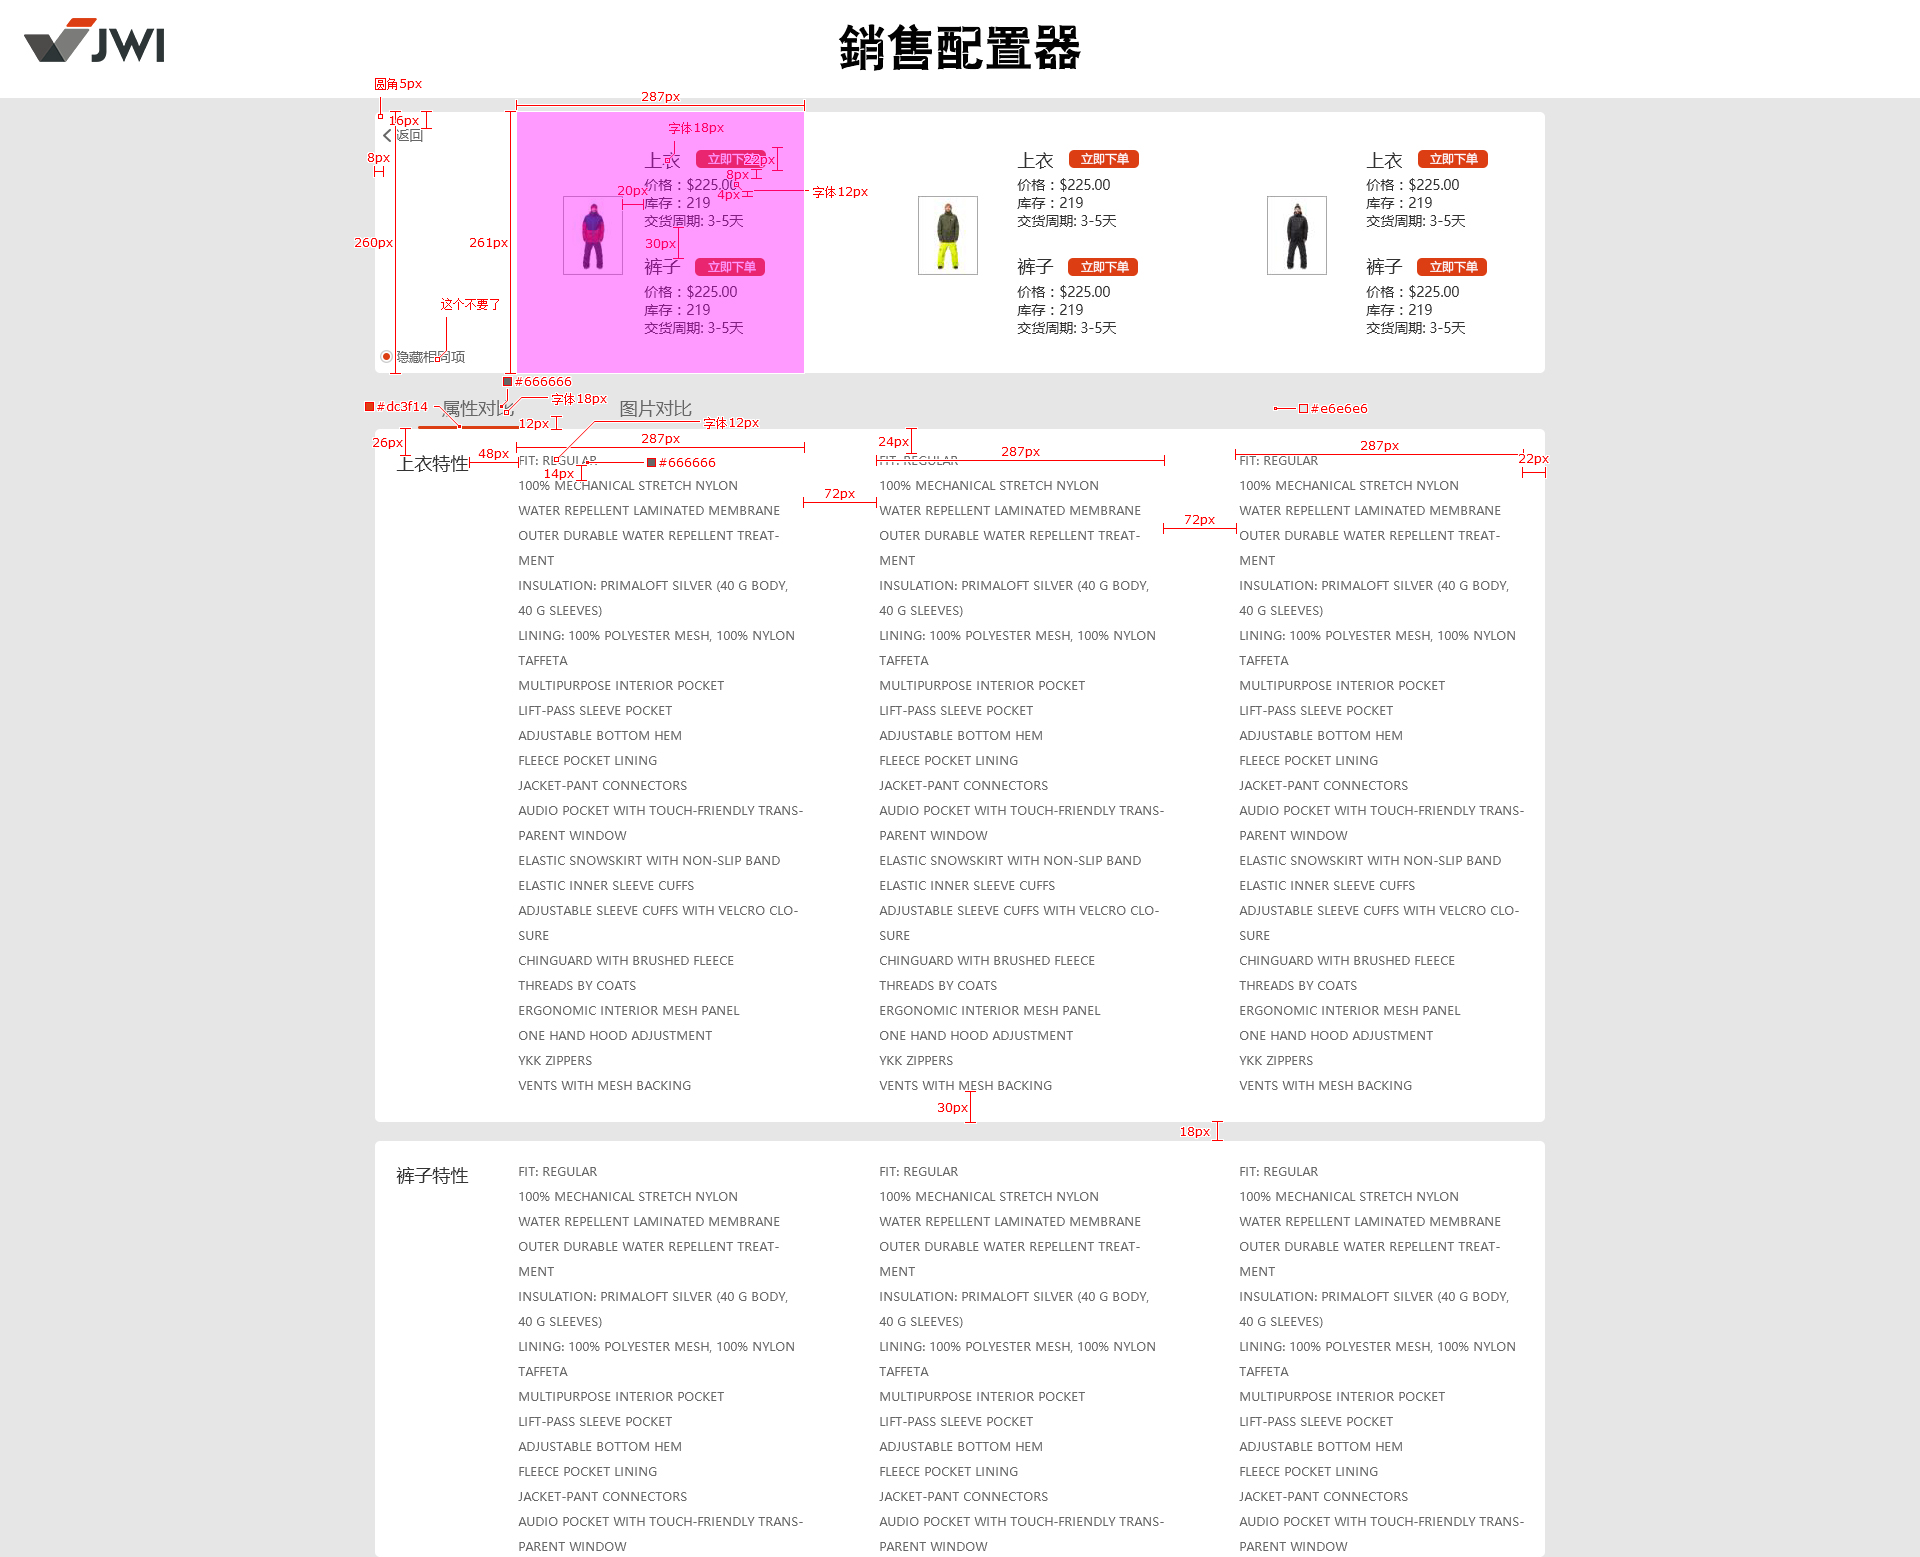 JWI
銷售配置器
圆角5px
287px
16px
返回
8px
260px
261px
这个不要了
隐藏相同项
字体18px
上衣 立即下单
22px
8px
价格：$225.00
4px
字体12px
20px
库存：219
交货周期: 3-5天
30px
裤子 立即下单
价格：$225.00
库存：219
交货周期: 3-5天
上衣 立即下单
价格：$225.00
库存：219
交货周期: 3-5天
裤子 立即下单
价格：$225.00
库存：219
交货周期: 3-5天
上衣 立即下单
价格：$225.00
库存：219
交货周期: 3-5天
裤子 立即下单
价格：$225.00
库存：219
交货周期: 3-5天
#666666
字体18px
#dc3f14
属性对比
图片对比
#e6e6e6
12px
字体12px
26px
287px
24px
287px
287px
22px
48px
#666666
14px
72px
72px
上衣特性
FIT: REGULAR
100% MECHANICAL STRETCH NYLON
WATER REPELLENT LAMINATED MEMBRANE
OUTER DURABLE WATER REPELLENT TREAT-
MENT
INSULATION: PRIMALOFT SILVER (40 G BODY,
40 G SLEEVES)
LINING: 100% POLYESTER MESH, 100% NYLON
TAFFETA
MULTIPURPOSE INTERIOR POCKET
LIFT-PASS SLEEVE POCKET
ADJUSTABLE BOTTOM HEM
FLEECE POCKET LINING
JACKET-PANT CONNECTORS
AUDIO POCKET WITH TOUCH-FRIENDLY TRANS-
PARENT WINDOW
ELASTIC SNOWSKIRT WITH NON-SLIP BAND
ELASTIC INNER SLEEVE CUFFS
ADJUSTABLE SLEEVE CUFFS WITH VELCRO CLO-
SURE
CHINGUARD WITH BRUSHED FLEECE
THREADS BY COATS
ERGONOMIC INTERIOR MESH PANEL
ONE HAND HOOD ADJUSTMENT
YKK ZIPPERS
VENTS WITH MESH BACKING
FIT: REGULAR
100% MECHANICAL STRETCH NYLON
WATER REPELLENT LAMINATED MEMBRANE
OUTER DURABLE WATER REPELLENT TREAT-
MENT
INSULATION: PRIMALOFT SILVER (40 G BODY,
40 G SLEEVES)
LINING: 100% POLYESTER MESH, 100% NYLON
TAFFETA
MULTIPURPOSE INTERIOR POCKET
LIFT-PASS SLEEVE POCKET
ADJUSTABLE BOTTOM HEM
FLEECE POCKET LINING
JACKET-PANT CONNECTORS
AUDIO POCKET WITH TOUCH-FRIENDLY TRANS-
PARENT WINDOW
ELASTIC SNOWSKIRT WITH NON-SLIP BAND
ELASTIC INNER SLEEVE CUFFS
ADJUSTABLE SLEEVE CUFFS WITH VELCRO CLO-
SURE
CHINGUARD WITH BRUSHED FLEECE
THREADS BY COATS
ERGONOMIC INTERIOR MESH PANEL
ONE HAND HOOD ADJUSTMENT
YKK ZIPPERS
VENTS WITH MESH BACKING
FIT: REGULAR
100% MECHANICAL STRETCH NYLON
WATER REPELLENT LAMINATED MEMBRANE
OUTER DURABLE WATER REPELLENT TREAT-
MENT
INSULATION: PRIMALOFT SILVER (40 G BODY,
40 G SLEEVES)
LINING: 100% POLYESTER MESH, 100% NYLON
TAFFETA
MULTIPURPOSE INTERIOR POCKET
LIFT-PASS SLEEVE POCKET
ADJUSTABLE BOTTOM HEM
FLEECE POCKET LINING
JACKET-PANT CONNECTORS
AUDIO POCKET WITH TOUCH-FRIENDLY TRANS-
PARENT WINDOW
ELASTIC SNOWSKIRT WITH NON-SLIP BAND
ELASTIC INNER SLEEVE CUFFS
ADJUSTABLE SLEEVE CUFFS WITH VELCRO CLO-
SURE
CHINGUARD WITH BRUSHED FLEECE
THREADS BY COATS
ERGONOMIC INTERIOR MESH PANEL
ONE HAND HOOD ADJUSTMENT
YKK ZIPPERS
VENTS WITH MESH BACKING
30px
18px
裤子特性
FIT: REGULAR
100% MECHANICAL STRETCH NYLON
WATER REPELLENT LAMINATED MEMBRANE
OUTER DURABLE WATER REPELLENT TREAT-
MENT
INSULATION: PRIMALOFT SILVER (40 G BODY,
40 G SLEEVES)
LINING: 100% POLYESTER MESH, 100% NYLON
TAFFETA
MULTIPURPOSE INTERIOR POCKET
LIFT-PASS SLEEVE POCKET
ADJUSTABLE BOTTOM HEM
FLEECE POCKET LINING
JACKET-PANT CONNECTORS
AUDIO POCKET WITH TOUCH-FRIENDLY TRANS-
PARENT WINDOW
FIT: REGULAR
100% MECHANICAL STRETCH NYLON
WATER REPELLENT LAMINATED MEMBRANE
OUTER DURABLE WATER REPELLENT TREAT-
MENT
INSULATION: PRIMALOFT SILVER (40 G BODY,
40 G SLEEVES)
LINING: 100% POLYESTER MESH, 100% NYLON
TAFFETA
MULTIPURPOSE INTERIOR POCKET
LIFT-PASS SLEEVE POCKET
ADJUSTABLE BOTTOM HEM
FLEECE POCKET LINING
JACKET-PANT CONNECTORS
AUDIO POCKET WITH TOUCH-FRIENDLY TRANS-
PARENT WINDOW
FIT: REGULAR
100% MECHANICAL STRETCH NYLON
WATER REPELLENT LAMINATED MEMBRANE
OUTER DURABLE WATER REPELLENT TREAT-
MENT
INSULATION: PRIMALOFT SILVER (40 G BODY,
40 G SLEEVES)
LINING: 100% POLYESTER MESH, 100% NYLON
TAFFETA
MULTIPURPOSE INTERIOR POCKET
LIFT-PASS SLEEVE POCKET
ADJUSTABLE BOTTOM HEM
FLEECE POCKET LINING
JACKET-PANT CONNECTORS
AUDIO POCKET WITH TOUCH-FRIENDLY TRANS-
PARENT WINDOW